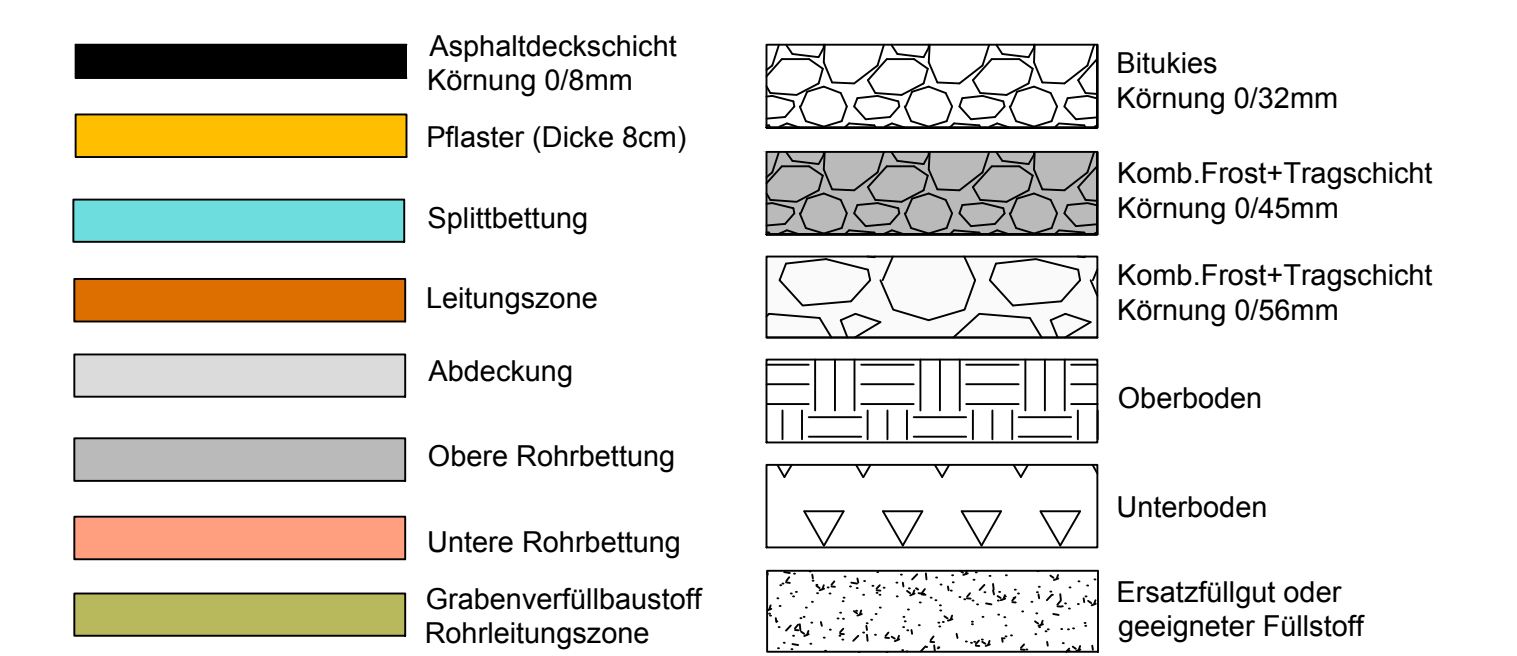 Asphaltdeckschicht
Körnung 0/8mm
Pflaster (Dicke 8cm)
Splittbettung
Leitungszone
Abdeckung
Obere Rohrbettung
Untere Rohrbettung
Grabenverfüllbaustoff
Rohrleitungszone
Bitukies
Körnung 0/32mm
Komb.Frost+Tragschicht
Körnung 0/45mm
Komb.Frost+Tragschicht
Körnung 0/56mm
Oberboden
Unterboden
Ersatzfüllgut oder
geeigneter Füllstoff